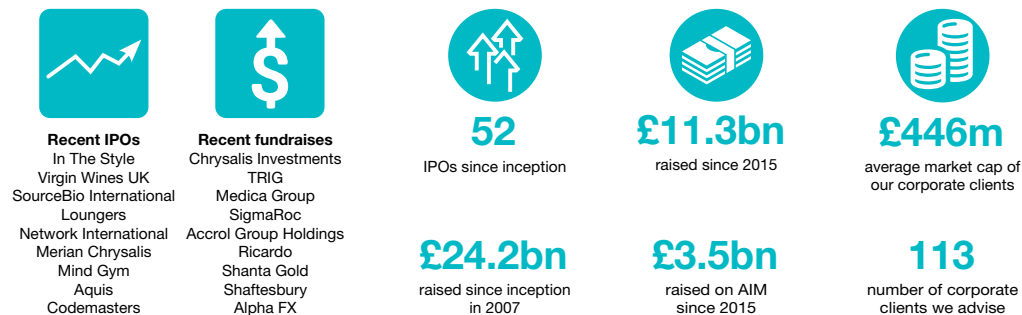 Recent IPOs
In The Style
Virgin Wines UK
SourceBio International
Loungers
Network International
Merian Chrysalis
Mind Gym
Aquis
Codemasters
Recent fundraises
Chrysalis Investments
TRIG
Medica Group
SigmaRoc
Accrol Group Holdings
Ricardo
Shanta Gold
Shaftesbury
Alpha FX
52
IPOs since inception
£11.3bn
raised since 2015
£446m
average market cap of
our corporate clients
£24.2bn
raised since inception
in 2007
£3.5bn
raised on AIM
since 2015
113
number of corporate
clients we advise